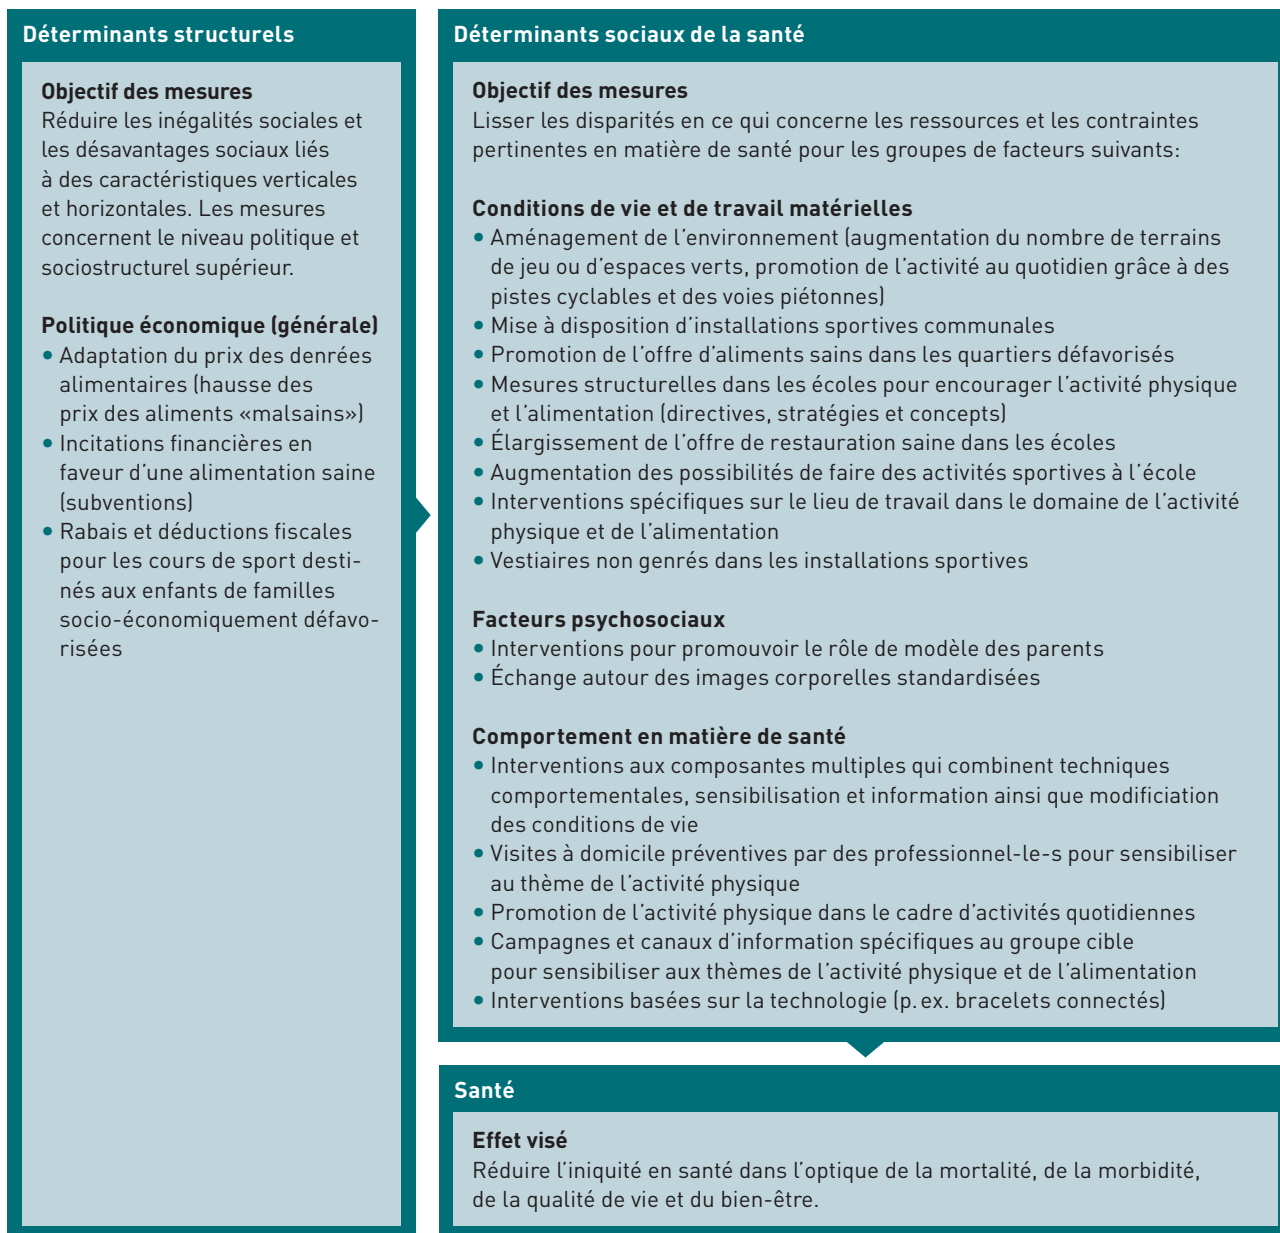 Déterminants structurels
Objectif des mesures
Réduire les inégalités sociales et
les désavantages sociaux liés
à des caractéristiques verticales
et horizontales. Les mesures
concernent le niveau politique et
sociostructurel supérieur.
Politique économique (générale)
• Adaptation du prix des denrées
alimentaires (hausse des
prix des aliments «malsains»)
• Incitations financières en
faveur d’une alimentation saine
(subventions)
• Rabais et déductions fiscales
pour les cours de sport desti-
nés aux enfants de familles
socio-économiquement défavo-
risées
Déterminants sociaux de la santé
Objectif des mesures
Lisser les disparités en ce qui concerne les ressources et les contraintes
pertinentes en matière de santé pour les groupes de facteurs suivants:
Conditions de vie et de travail matérielles
• Aménagement de l’environnement (augmentation du nombre de terrains
de jeu ou d’espaces verts, promotion de l’activité au quotidien grâce à des
pistes cyclables et des voies piétonnes)
• Mise à disposition d’installations sportives communales
• Promotion de l’offre d’aliments sains dans les quartiers défavorisés
• Mesures structurelles dans les écoles pour encourager l’activité physique
et l’alimentation (directives, stratégies et concepts)
• Élargissement de l’offre de restauration saine dans les écoles
• Augmentation des possibilités de faire des activités sportives à l’école
• Interventions spécifiques sur le lieu de travail dans le domaine de l’activité
physique et de l’alimentation
• Vestiaires non genrés dans les installations sportives
Facteurs psychosociaux
• Interventions pour promouvoir le rôle de modèle des parents
• Échange autour des images corporelles standardisées
Comportement en matière de santé
• Interventions aux composantes multiples qui combinent techniques
comportementales, sensibilisation et information ainsi que modificiation
des conditions de vie
• Visites à domicile préventives par des professionnel-le-s pour sensibiliser
au thème de l’activité physique
• Promotion de l’activité physique dans le cadre d’activités quotidiennes
• Campagnes et canaux d’information spécifiques au groupe cible
pour sensibiliser aux thèmes de l’activité physique et de l’alimentation
• Interventions basées sur la technologie (p. ex. bracelets connectés)
Santé
Effet visé
Réduire l’iniquité en santé dans l’optique de la mortalité, de la morbidité,
de la qualité de vie et du bien-être.